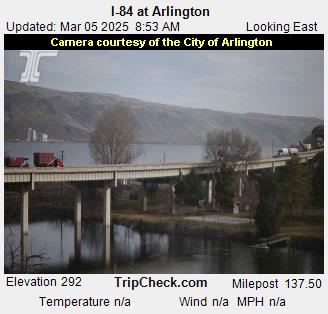 I-84 at Arlington
Updated: Mar 05 2025 8:53 AM Looking East
Camera courtesy of the City of Arlington
Elevation 292 TripCheck.com Milepost 137.50
Temperature n/a Wind n/a MPH n/a